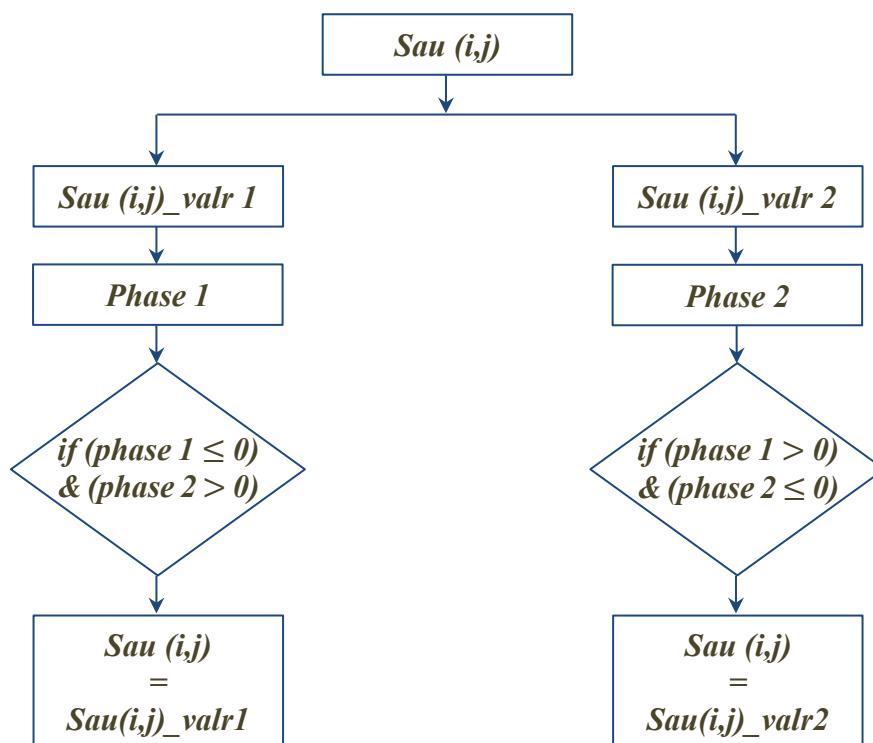 Sau (i,j)
Sau (i,j)_valr 1
Sau (i,j)_valr 2
Phase 1
Phase 2
if (phase 1 ≤ 0)
& (phase 2 > 0)
if (phase 1 > 0)
& (phase 2 ≤ 0)
Sau (i,j)
=
Sau(i,j)_valr1
Sau (i,j)
=
Sau(i,j)_valr2